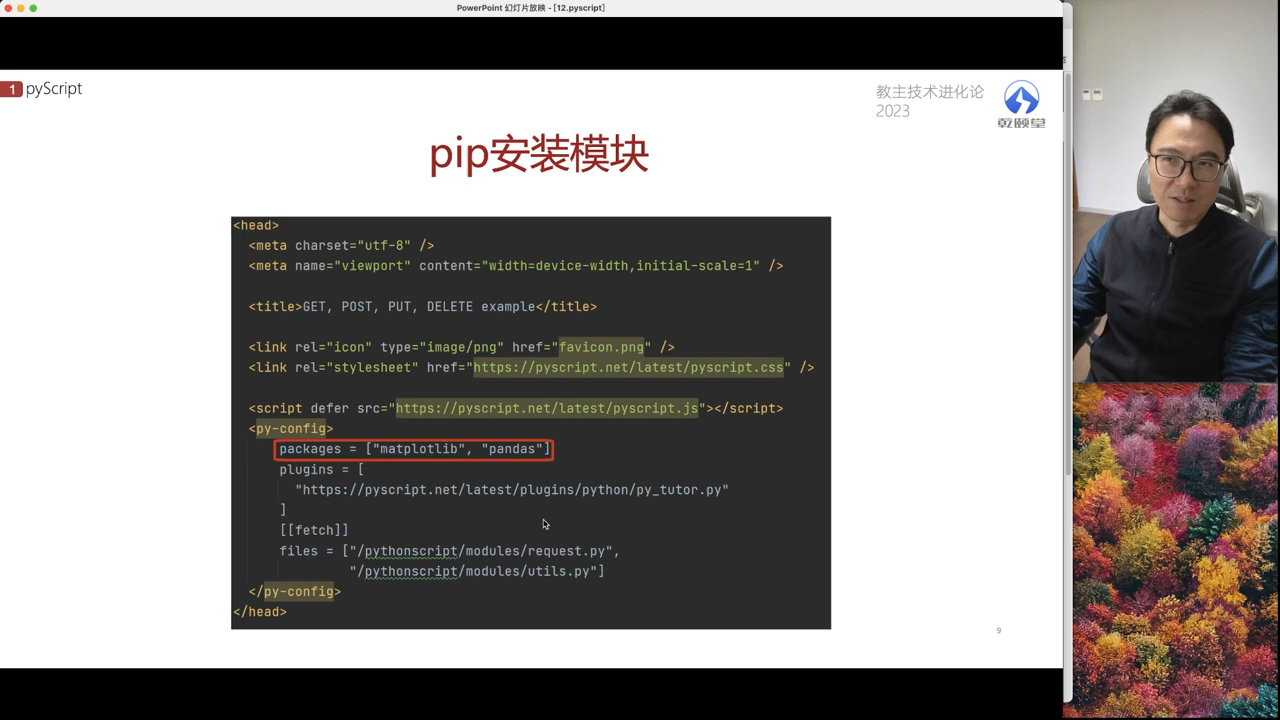 PowerPoint 幻灯片放映 - [12.pyscript]
1 pyScript
教主技术进化论
2023
乾颐堂
pip安装模块
<head>
<meta charset="utf-8" />
<meta name="viewport" content="width=device-width,initial-scale=1" />
<title>GET, POST, PUT, DELETE example</title>
<link rel="icon" type="image/png" href="favicon.png" />
<link rel="stylesheet" href="https://pyscript.net/latest/pyscript.css" />
<script defer src="https://pyscript.net/latest/pyscript.js"></script>
<py-config>
packages = ["matplotlib", "pandas"]
plugins = [
"https://pyscript.net/latest/plugins/python/py_tutor.py"
]
[[fetch]]
files = ["/pythonscript/modules/request.py",
"/pythonscript/modules/utils.py"]
</py-config>
</head>
9